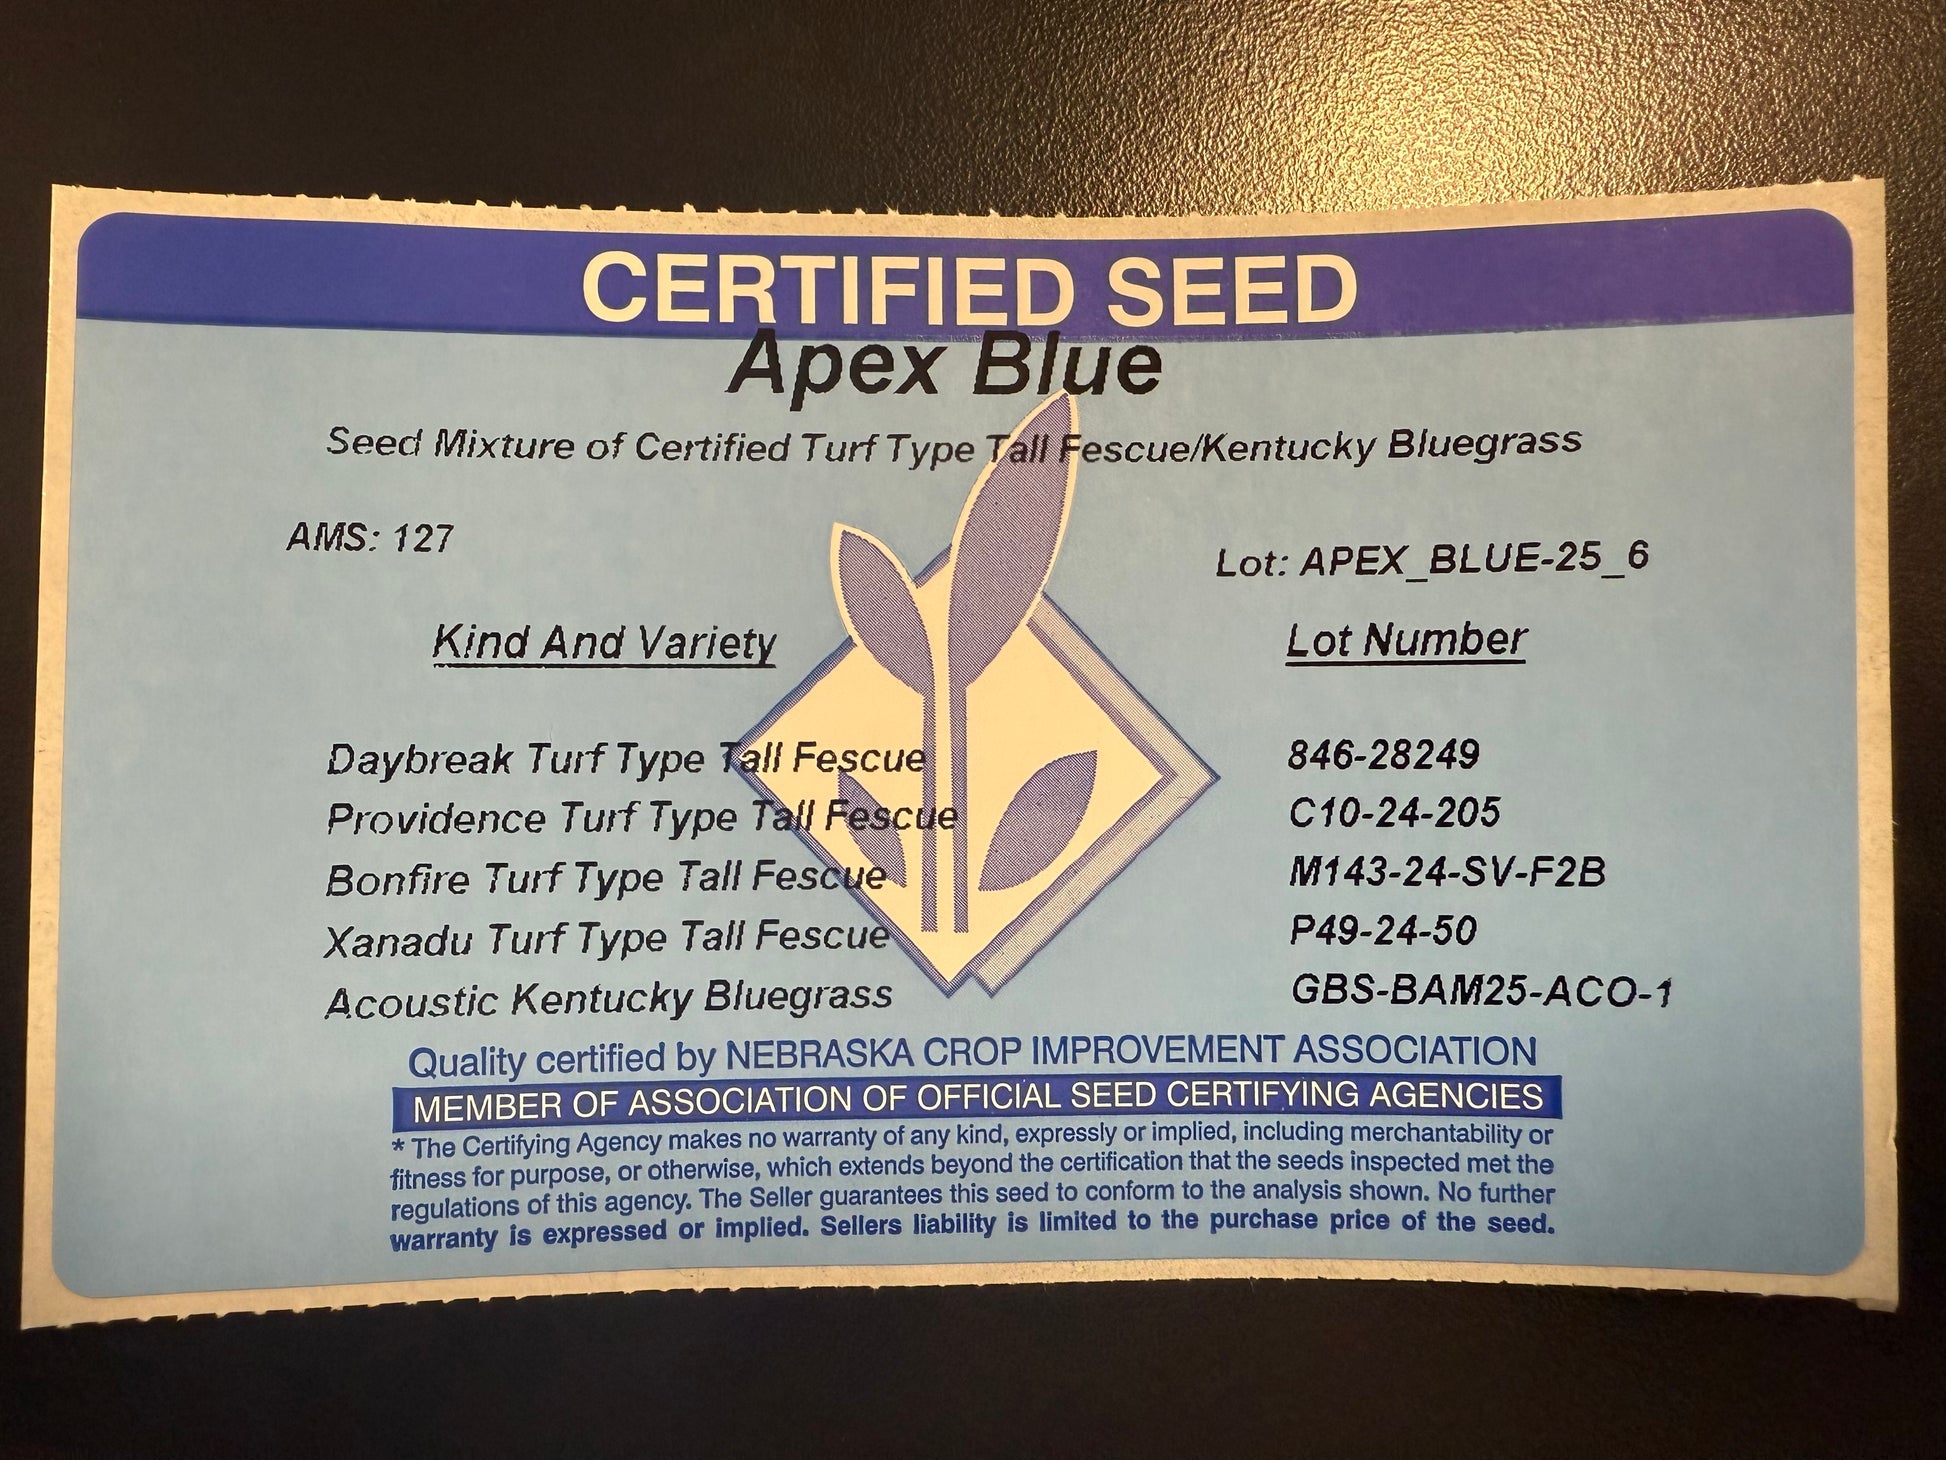 CERTIFIED SEED
Apex Blue
Seed Mixture of Certified Turf Type Tall Fescue/Kentucky Bluegrass
AMS: 127
Lot: APEX_BLUE-25_6
Kind And Variety Lot Number
Daybreak Turf Type Tall Fescue 846-28249
Providence Turf Type Tall Fescue C10-24-205
Bonfire Turf Type Tall Fescue M143-24-SV-F2B
Xanadu Turf Type Tall Fescue P49-24-50
Acoustic Kentucky Bluegrass GBS-BAM25-ACO-1
Quality certified by NEBRASKA CROP IMPROVEMENT ASSOCIATION
MEMBER OF ASSOCIATION OF OFFICIAL SEED CERTIFYING AGENCIES
* The Certifying Agency makes no warranty of any kind, expressly or implied, including merchantability or
fitness for purpose, or otherwise, which extends beyond the certification that the seeds inspected met the
regulations of this agency. The Seller guarantees this seed to conform to the analysis shown. No further
warranty is expressed or implied. Sellers liability is limited to the purchase price of the seed.